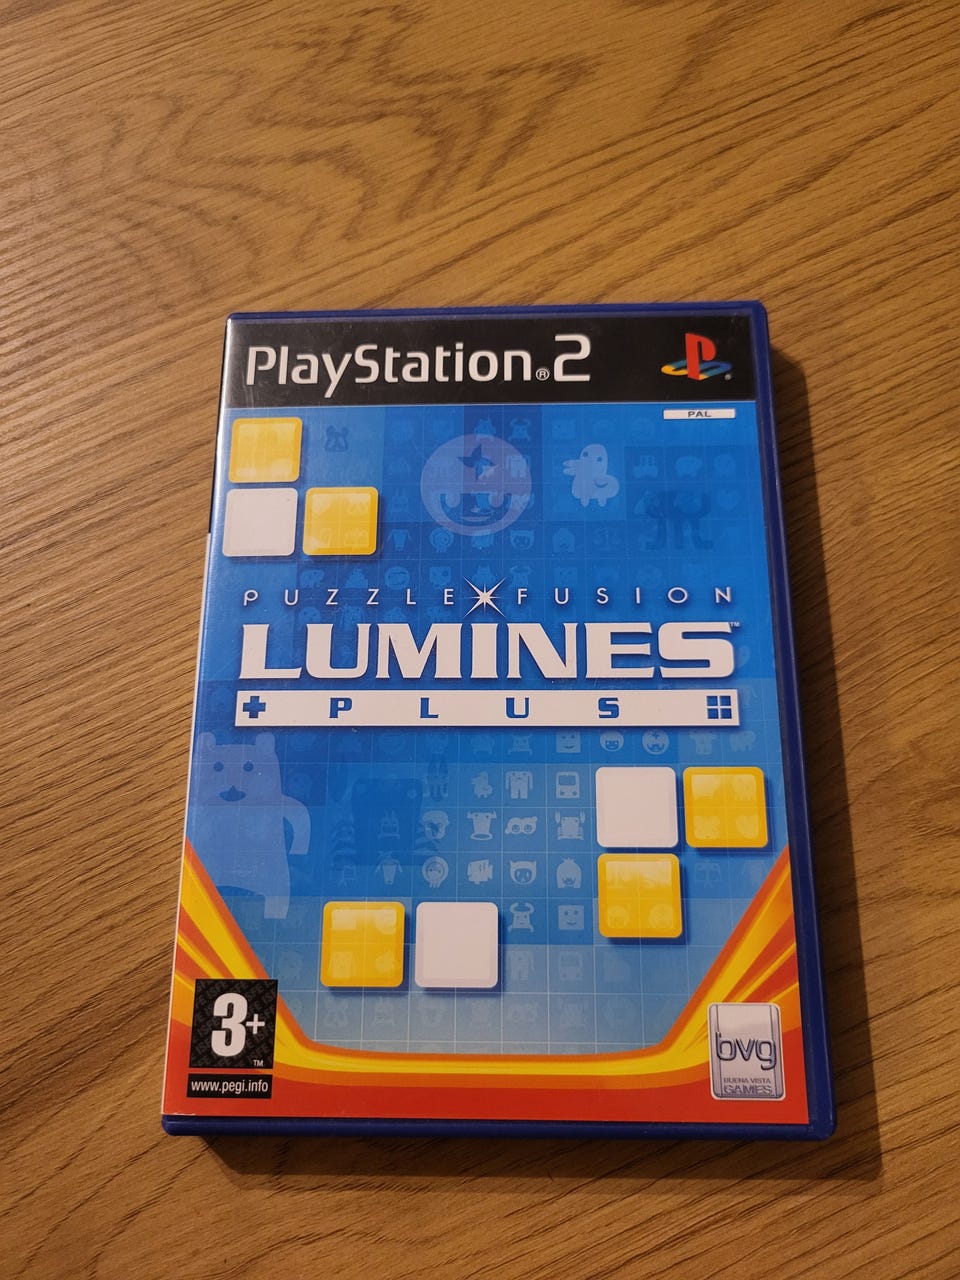 PlayStation®2
PAL
PUZZLE FUSION
LUMINES™
PLUS
3+™
www.pegi.info
bvg
BUENA VISTA
GAMES